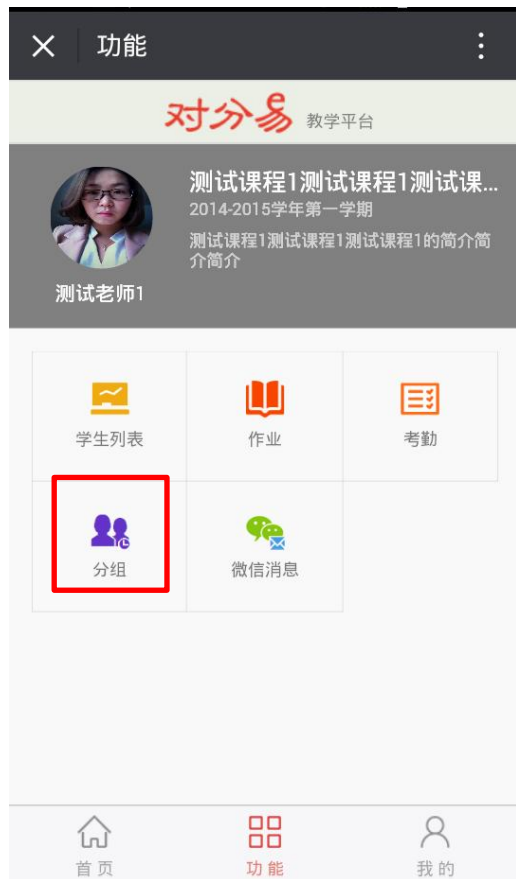 功能
对分易 教学平台
测试课程1测试课程1测试课...
2014-2015学年第一学期
测试课程1测试课程1测试课程1的简介简
介简介
测试老师1
学生列表 作业 考勤
分组 微信消息
首页 功能 我的